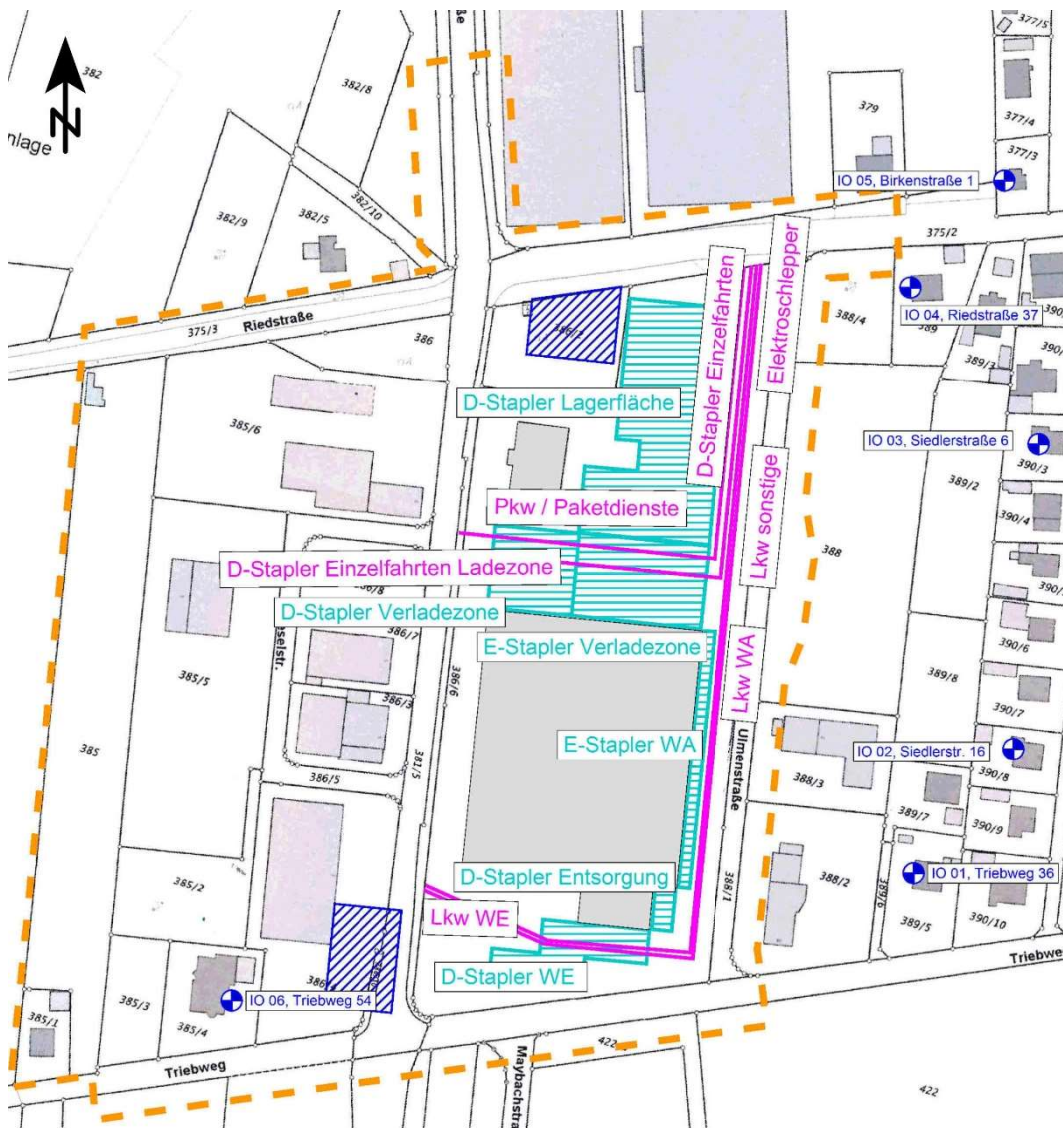 377/5
382
382/8
379
377/4
nlage
N
377/3
IO 05, Birkenstraße 1
382/10
382/9
382/5
375/2
Riedstraße
375/3
386
386/2
388/4
389
IO 04, Riedstraße 37
389/3
D-Stapler Einzelfahrten
Elektroschlepper
D-Stapler Lagerfläche
385/6
IO 03, Siedlerstraße 6
390/3
389/2
Pkw / Paketdienste
390/4
Lkw sonstige
388
D-Stapler Einzelfahrten Ladezone
386/8
D-Stapler Verladezone
386/7
E-Stapler Verladezone
390/6
385/5
386/6
389/8
Lkw WA
386/3
390/7
385
E-Stapler WA
IO 02, Siedlerstr. 16
390/8
Ulmenstraße
386/5
381/5
388/3
389/7
390/9
D-Stapler Entsorgung
IO 01, Triebweg 36
385/2
388/1
388/2
389/6
389/5
390/10
Lkw WE
Triebwe
D-Stapler WE
IO 06, Triebweg 54
385/3
385/1
385/4
Triebweg
Maybachstra
422
422